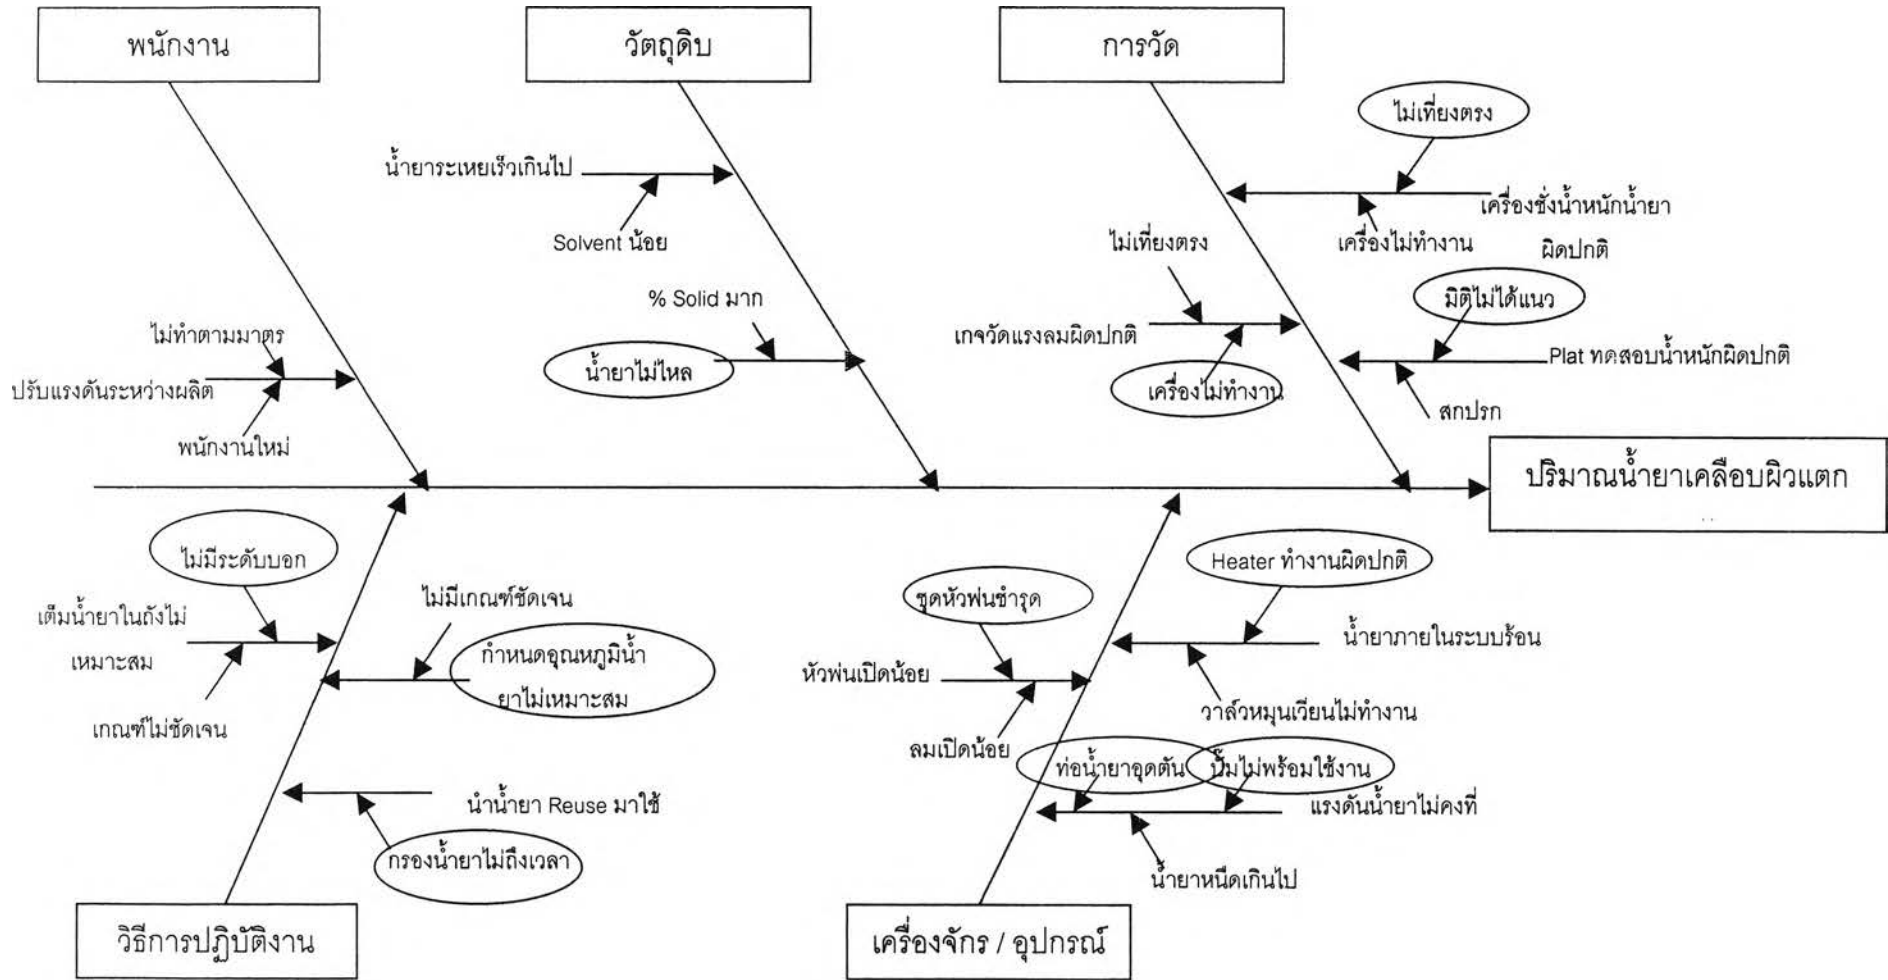 พนักงาน
วัตถุดิบ
การวัด
ไม่เที่ยงตรง
น้ำยาระเหยเร็วเกินไป
เครื่องชั่งน้ำหนักน้ำยา
ผิดปกติ
Solvent น้อย
ไม่เที่ยงตรง
เครื่องไม่ทำงาน
% Solid มาก
มิติไม่ได้แนว
ไม่ทำตามมาตร
เกจวัดแรงลมผิดปกติ
Plat ทดสอบน้ำหนักผิดปกติ
น้ำยาไม่ไหล
ปรับแรงดันระหว่างผลิต
เครื่องไม่ทำงาน
สกปรก
พนักงานใหม่
ปริมาณน้ำยาเคลือบผิวแตก
ไม่มีระดับบอก
Heater ทำงานผิดปกติ
ไม่มีเกณฑ์ชัดเจน
ชุดหัวพ่นชำรุด
เต็มน้ำยาในถังไม่
เหมาะสม
น้ำยาภายในระบบร้อน
กำหนดอุณหภูมิน้ำ
ยาไม่เหมาะสม
หัวพ่นเปิดน้อย
เกณฑ์ไม่ชัดเจน
วาล์วหมุนเวียนไม่ทำงาน
ลมเปิดน้อย
ท่อน้ำยาอุดตัน
ปั๊มไม่พร้อมใช้งาน
นำน้ำยา Reuse มาใช้
แรงดันน้ำยาไม่คงที่
กรองน้ำยาไม่ถึงเวลา
น้ำยาหนืดเกินไป
วิธีการปฏิบัติงาน
เครื่องจักร / อุปกรณ์